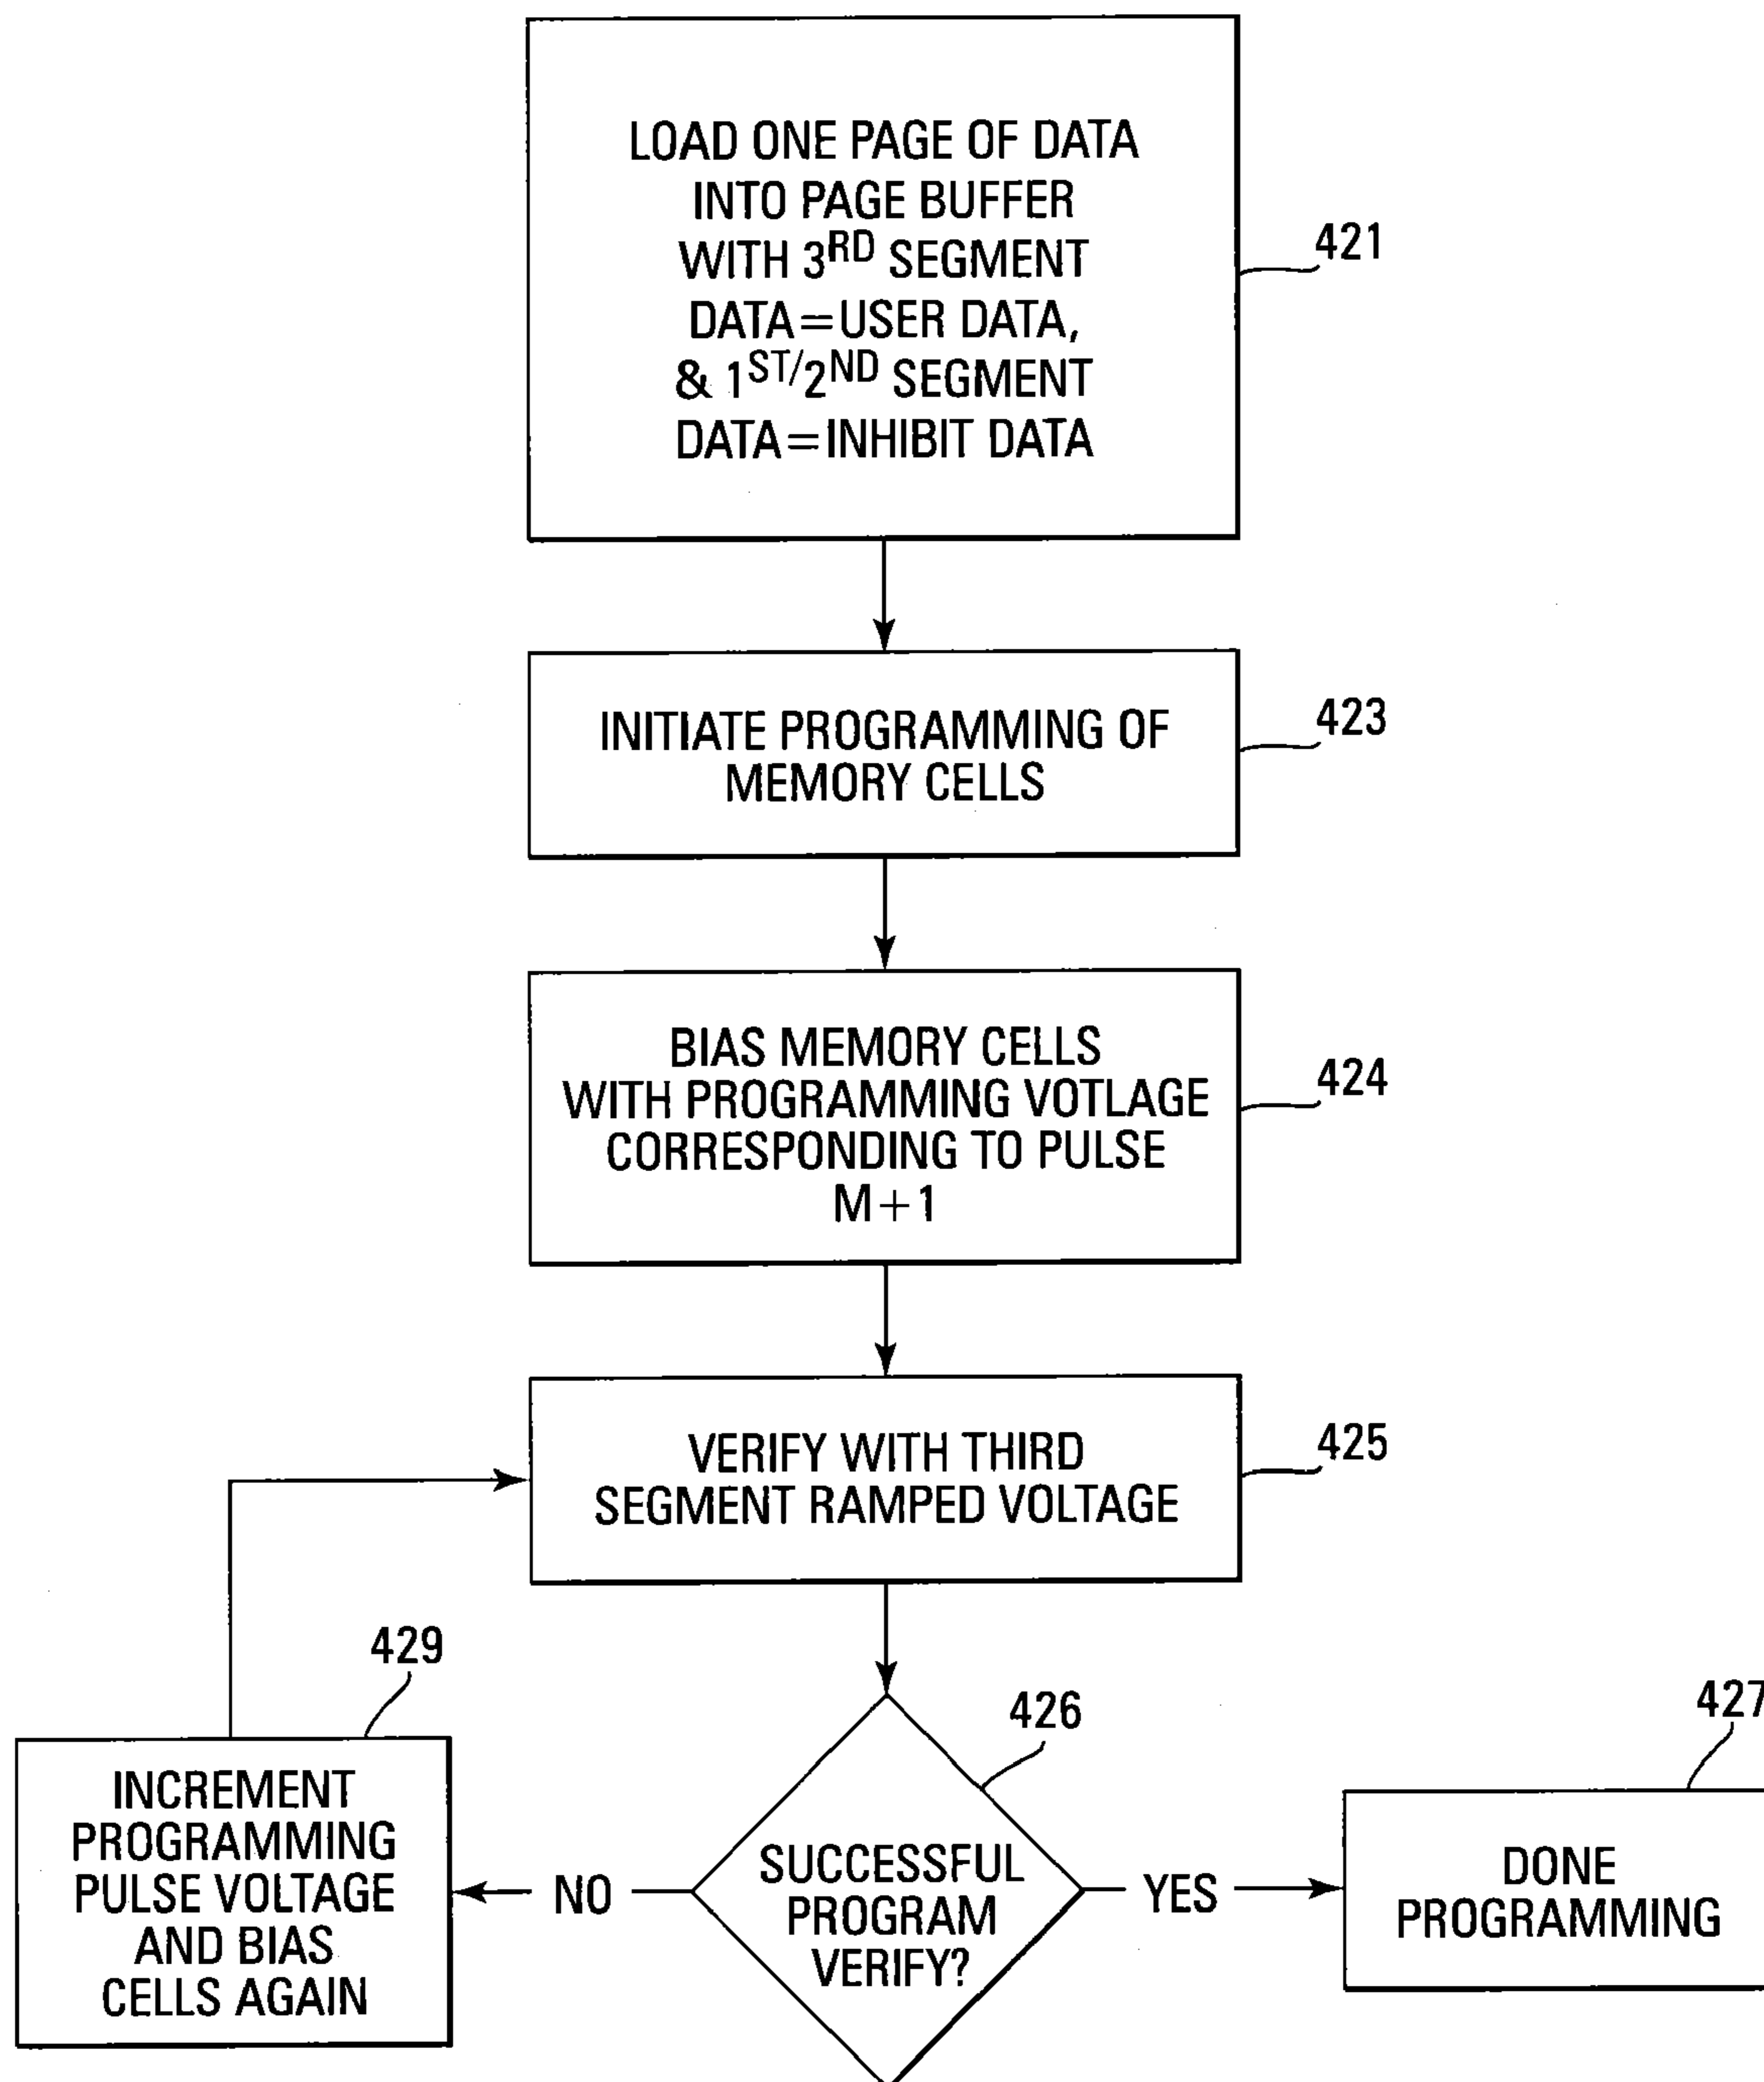 LOAD ONE PAGE OF DATA
INTO PAGE BUFFER
WITH 3RD SEGMENT
DATA=USER DATA,
& 1ST/2ND SEGMENT
DATA=INHIBIT DATA
421
INITIATE PROGRAMMING OF
MEMORY CELLS
423
BIAS MEMORY CELLS
WITH PROGRAMMING VOTLAGE
CORRESPONDING TO PULSE
M+1
424
VERIFY WITH THIRD
SEGMENT RAMPED VOLTAGE
425
429
INCREMENT
PROGRAMMING
PULSE VOLTAGE
AND BIAS
CELLS AGAIN
NO
426
SUCCESSFUL
PROGRAM
VERIFY?
YES
427
DONE
PROGRAMMING